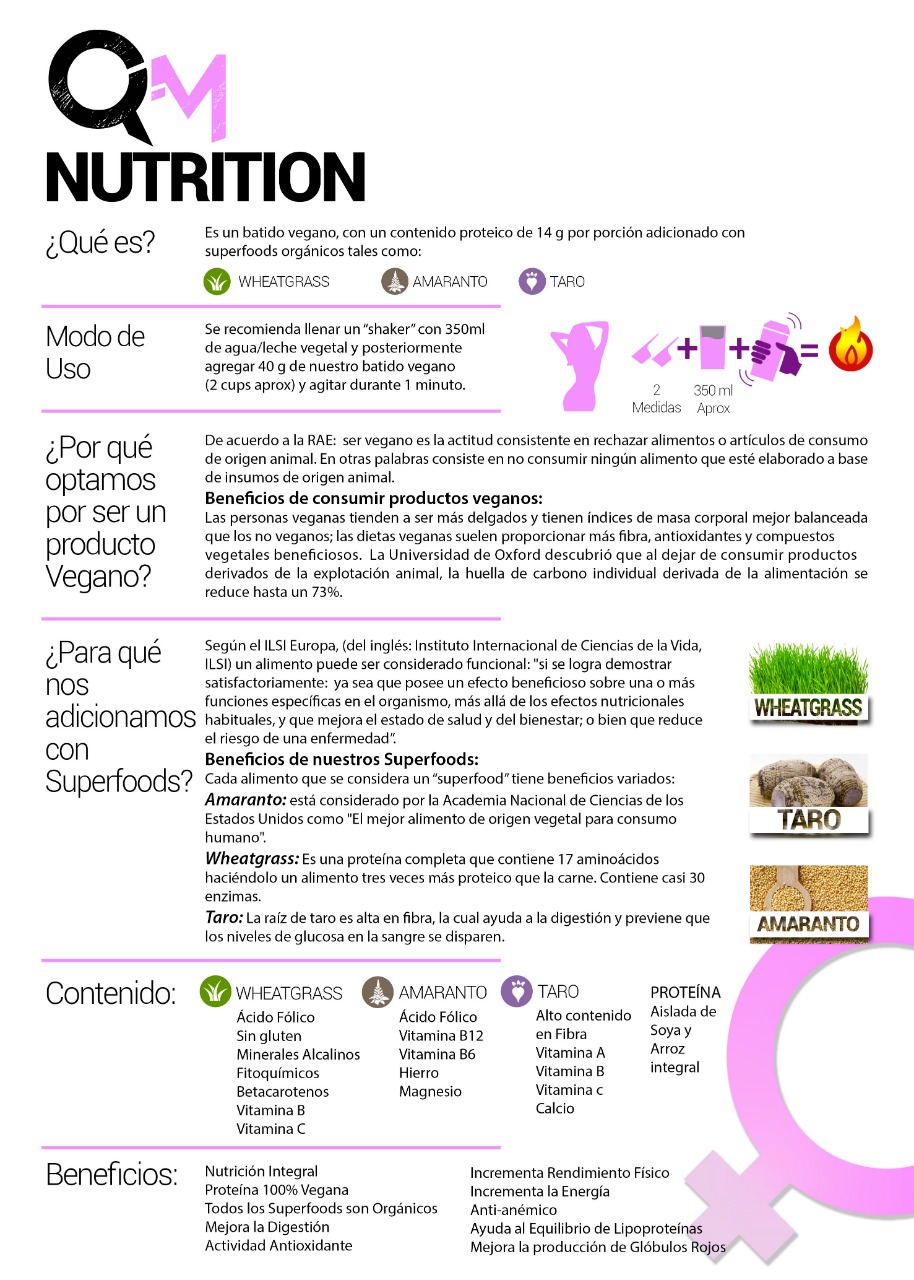 QM
NUTRITION
¿Qué es?
Es un batido vegano, con un contenido proteico de 14 g por porción adicionado con
superfoods orgánicos tales como:
WHEATGRASS
AMARANTO
TARO
Modo de
Uso
Se recomienda llenar un "shaker" con 350ml
de agua/leche vegetal y posteriormente
agregar 40 g de nuestro batido vegano
(2 cups aprox) y agitar durante 1 minuto.
+ + =
2
Medidas
350 ml
Aprox
¿Por qué
optamos
por ser un
producto
Vegano?
De acuerdo a la RAE: ser vegano es la actitud consistente en rechazar alimentos o artículos de consumo
de origen animal. En otras palabras consiste en no consumir ningún alimento que esté elaborado a base
de insumos de origen animal.
Beneficios de consumir productos veganos:
Las personas veganas tienden a ser más delgados y tienen índices de masa corporal mejor balanceada
que los no veganos; las dietas veganas suelen proporcionar más fibra, antioxidantes y compuestos
vegetales beneficiosos. La Universidad de Oxford descubrió que al dejar de consumir productos
derivados de la explotación animal, la huella de carbono individual derivada de la alimentación se
reduce hasta un 73%.
¿Para qué
nos
adicionamos
con
Superfoods?
Según el ILSI Europa, (del inglés: Instituto Internacional de Ciencias de la Vida,
ILSI) un alimento puede ser considerado funcional: "si se logra demostrar
satisfactoriamente: ya sea que posee un efecto beneficioso sobre una o más
funciones específicas en el organismo, más allá de los efectos nutricionales
habituales, y que mejora el estado de salud y del bienestar; o bien que reduce
el riesgo de una enfermedad".
Beneficios de nuestros Superfoods:
Cada alimento que se considera un "superfood" tiene beneficios variados:
Amaranto: está considerado por la Academia Nacional de Ciencias de los
Estados Unidos como "El mejor alimento de origen vegetal para consumo
humano".
Wheatgrass: Es una proteína completa que contiene 17 aminoácidos
haciéndolo un alimento tres veces más proteico que la carne. Contiene casi 30
enzimas.
Taro: La raíz de taro es alta en fibra, la cual ayuda a la digestión y previene que
los niveles de glucosa en la sangre se disparen.
WHEATGRASS
TARO
AMARANTO
Contenido:
WHEATGRASS
Ácido Fólico
Sin gluten
Minerales Alcalinos
Fitoquímicos
Betacarotenos
Vitamina B
Vitamina C
AMARANTO
Ácido Fólico
Vitamina B12
Vitamina B6
Hierro
Magnesio
TARO
Alto contenido
en Fibra
Vitamina A
Vitamina B
Vitamina c
Calcio
PROTEÍNA
Aislada de
Soya y
Arroz
integral
Beneficios:
Nutrición Integral
Proteína 100% Vegana
Todos los Superfoods son Orgánicos
Mejora la Digestión
Actividad Antioxidante
Incrementa Rendimiento Físico
Incrementa la Energía
Anti-anémico
Ayuda al Equilibrio de Lipoproteínas
Mejora la producción de Glóbulos Rojos